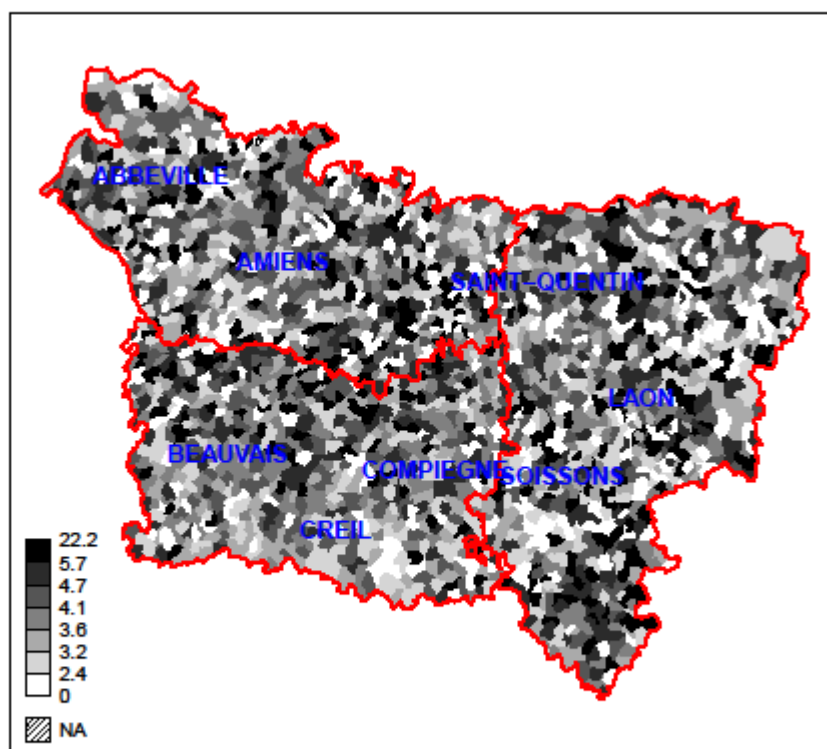 ABBEVILLE
AMIENS
SAINT-QUENTIN
LAON
BEAUVAIS
COMPIEGNE
SOISSONS
CREIL
22.2
5.7
4.7
4.1
3.6
3.2
2.4
0
NA